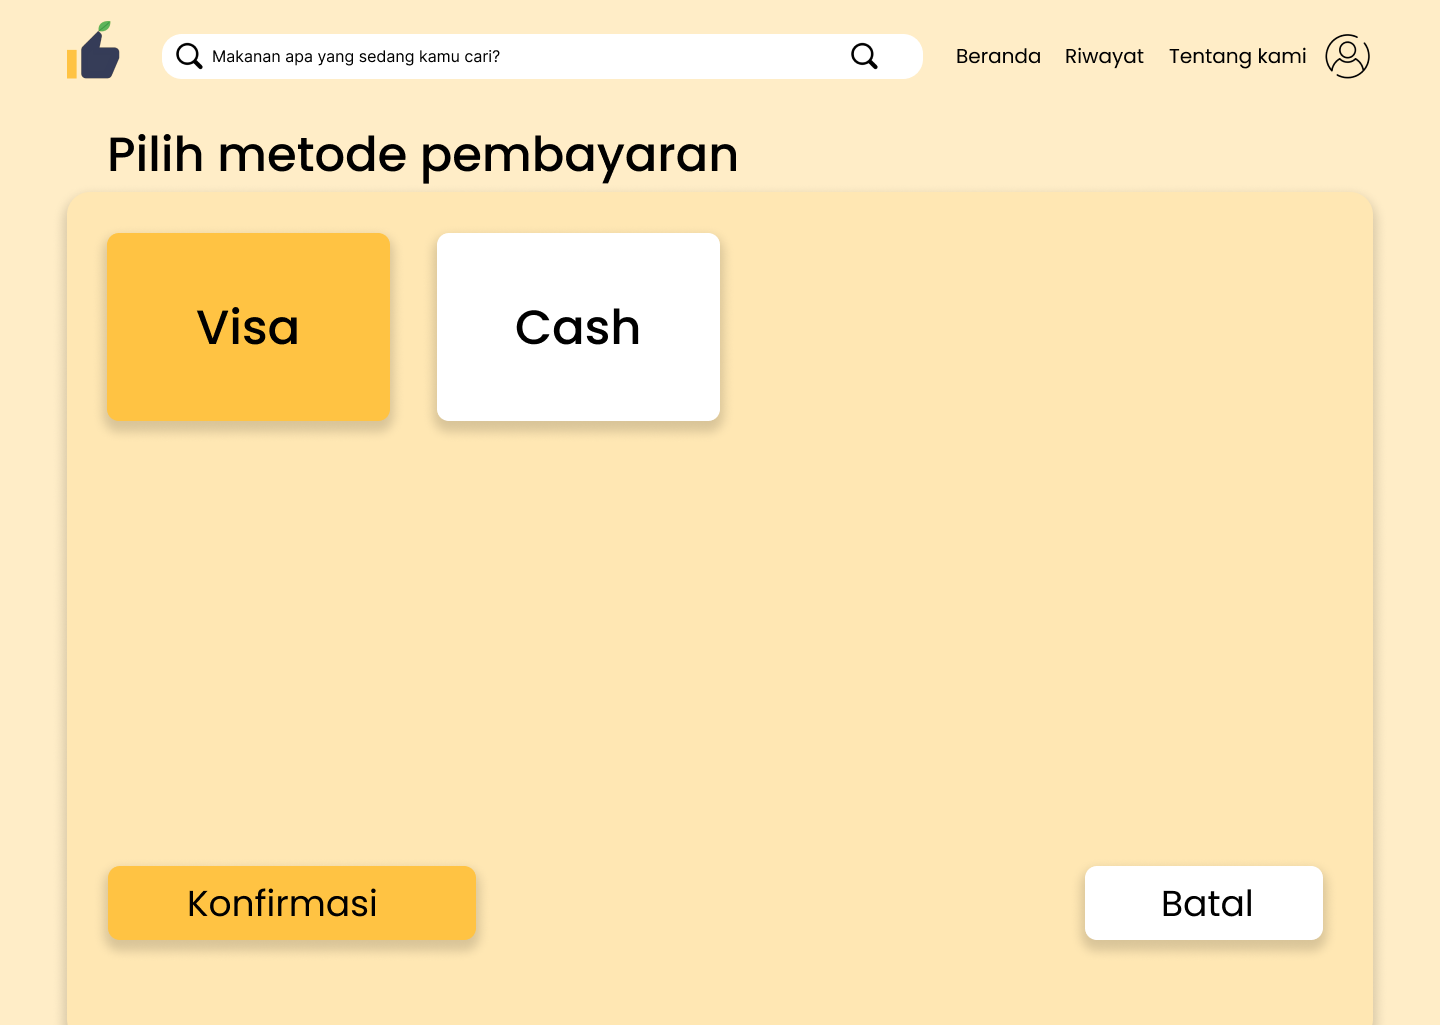 Makanan apa yang sedang kamu cari?
Beranda
Riwayat
Tentang kami
Pilih metode pembayaran
Visa
Cash
Konfirmasi
Batal